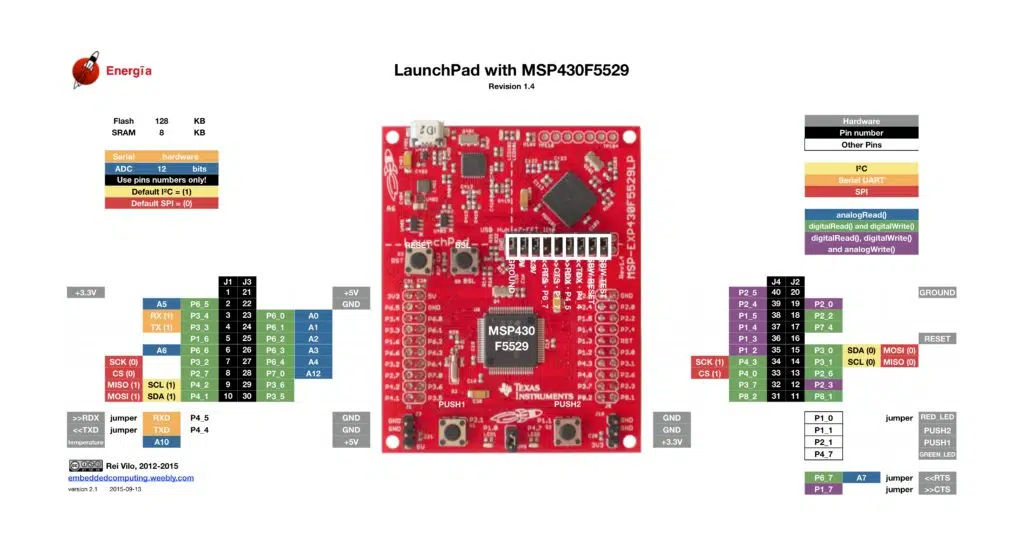 Energia
LaunchPad with MSP430F5529
Revision 1.4
Flash 128 KB
SRAM 8 KB
Serial hardware
ADC 12 bits
Use pins numbers only!
Default I²C = (1)
Default SPI = (0)
Hardware
Pin number
Other Pins
I²C
Serial UART
SPI
analogRead()
digitalRead() and digitalWrite()
digitalRead(), digitalWrite()
and analogWrite()
J1 J3
+3.3V 1 21 +5V
A5 P6_5 2 22 GND
RX (1) P3_4 3 23 P6_0 A0
TX (1) P3_3 4 24 P6_1 A1
P1_6 5 25 P6_2 A2
A6 P6_6 6 26 P6_3 A3
SCK (0) P3_2 7 27 P6_4 A4
CS (0) P2_7 8 28 P7_0 A12
MISO (1) SCL (1) P4_2 9 29 P3_6
MOSI (1) SDA (1) P4_1 10 30 P3_5
>>RDX jumper RXD P4_5 GND
<<TXD jumper TXD P4_4 GND
temperature A10 +5V
LaunchPad
RESET
BSL
GROUND
MSP-EXP430F5529LP
Rev1.4
MSP430
F5529
TEXAS
INSTRUMENTS
PUSH1
PUSH2
J4 J2
P2_5 40 20 GROUND
P2_4 39 19 P2_0
P1_5 38 18 P2_2
P1_4 37 17 P7_4
P1_3 36 16 RESET
P1_2 35 15 P3_0 SDA (0) MOSI (0)
SCK (1) P4_3 34 14 P3_1 SCL (0) MISO (0)
CS (1) P4_0 33 13 P2_6
P3_7 32 12 P2_3
P8_2 31 11 P8_1
GND P1_0 jumper RED_LED
GND P1_1 PUSH2
+3.3V P2_1 PUSH1
P4_7 GREEN_LED
P6_7 A7 jumper <<RTS
P1_7 jumper >>CTS
Rei Vilo, 2012-2015
embeddedcomputing.weebly.com
version 2.1 2015-09-13